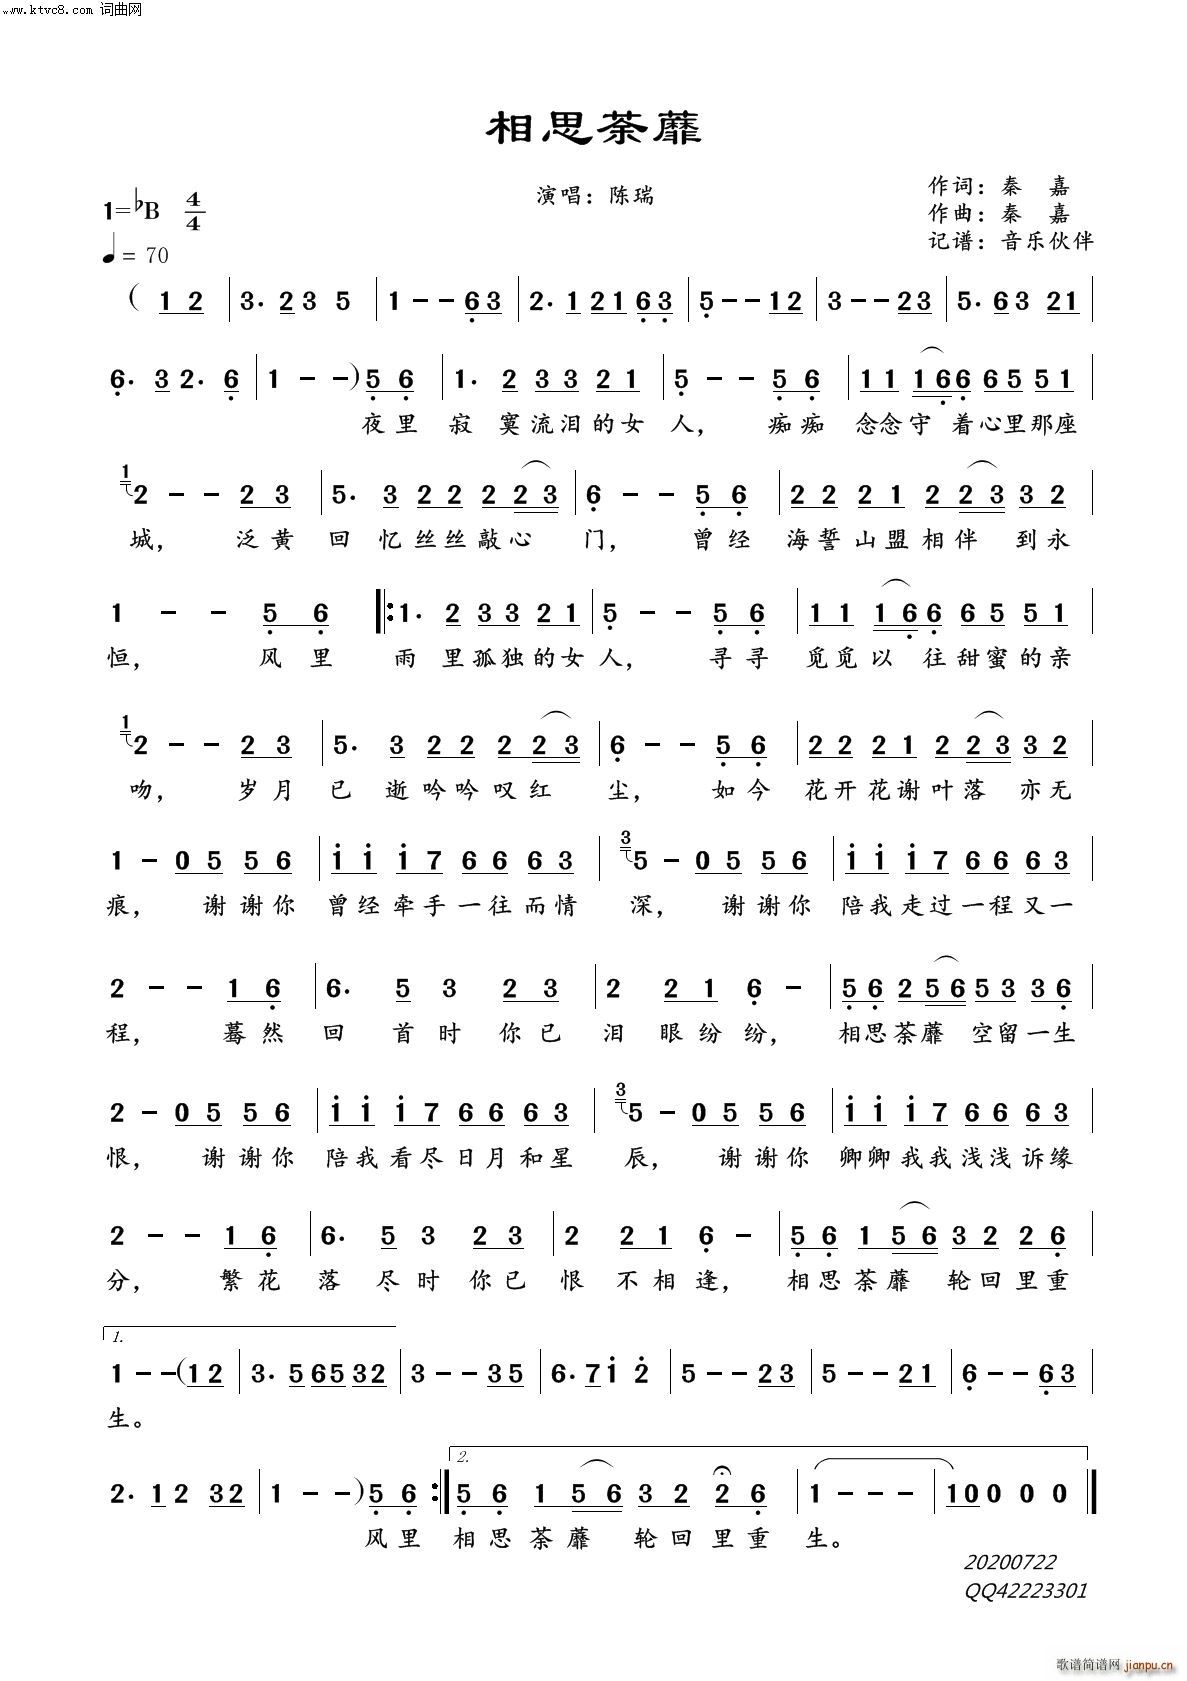 www.ktvc8.com 词曲网
相思荼蘼
1=♭B 4/4
演唱：陈瑞
作词：秦 嘉
作曲：秦 嘉
记谱：音乐伙伴
♩= 70
( 1 2 | 3. 2 3 5 | 1 - - 6 3 | 2. 1 2 1 6 3 | 5 - - 1 2 | 3 - - 2 3 | 5. 6 3 2 1 |
6. 3 2. 6 | 1 - - ) 5 6 | 1. 2 3 3 2 1 | 5 - - 5 6 | 1 1 1 6 6 6 5 5 1 |
夜里 寂寞流泪的女人， 痴痴 念念守着心里那座
1 2 - - 2 3 | 5. 3 2 2 2 2 3 | 6 - - 5 6 | 2 2 2 1 2 2 3 3 2 |
城， 泛黄 回忆丝丝敲心 门， 曾经 海誓山盟相伴到永
1 - - 5 6 |: 1. 2 3 3 2 1 | 5 - - 5 6 | 1 1 1 6 6 6 5 5 1 |
恒， 风里 雨里孤独的女人， 寻寻 觅觅以往甜蜜的亲
1 2 - - 2 3 | 5. 3 2 2 2 2 3 | 6 - - 5 6 | 2 2 2 1 2 2 3 3 2 |
吻， 岁月 已逝吟吟叹红 尘， 如今 花开花谢叶落亦无
1 - 0 5 5 6 | i i i 7 6 6 6 3 | 3 5 - 0 5 5 6 | i i i 7 6 6 6 3 |
痕， 谢谢你 曾经牵手一往而情 深， 谢谢你 陪我走过一程又一
2 - - 1 6 | 6. 5 3 2 3 | 2 2 1 6 - | 5 6 2 5 6 5 3 3 6 |
程， 蓦然 回首时你已 泪眼纷纷， 相思荼蘼 空留一生
2 - 0 5 5 6 | i i i 7 6 6 6 3 | 3 5 - 0 5 5 6 | i i i 7 6 6 6 3 |
恨， 谢谢你 陪我看尽日月和星 辰， 谢谢你 卿卿我我浅浅诉缘
2 - - 1 6 | 6. 5 3 2 3 | 2 2 1 6 - | 5 6 1 5 6 3 2 2 6 |
分， 繁花 落尽时你已 恨不相逢， 相思荼蘼 轮回里重
1.
1 - - ( 1 2 | 3. 5 6 5 3 2 | 3 - - 3 5 | 6. 7 i 2 | 5 - - 2 3 | 5 - - 2 1 | 6 - - 6 3 |
生。
2.
2. 1 2 3 2 | 1 - - ) 5 6 :| 5 6 1 5 6 3 2 2 6 | 1 - - - | 1 0 0 0 0 |
风里 相思荼蘼 轮回里重 生。
20200722
QQ42223301
歌谱简谱网 jianpu.cn